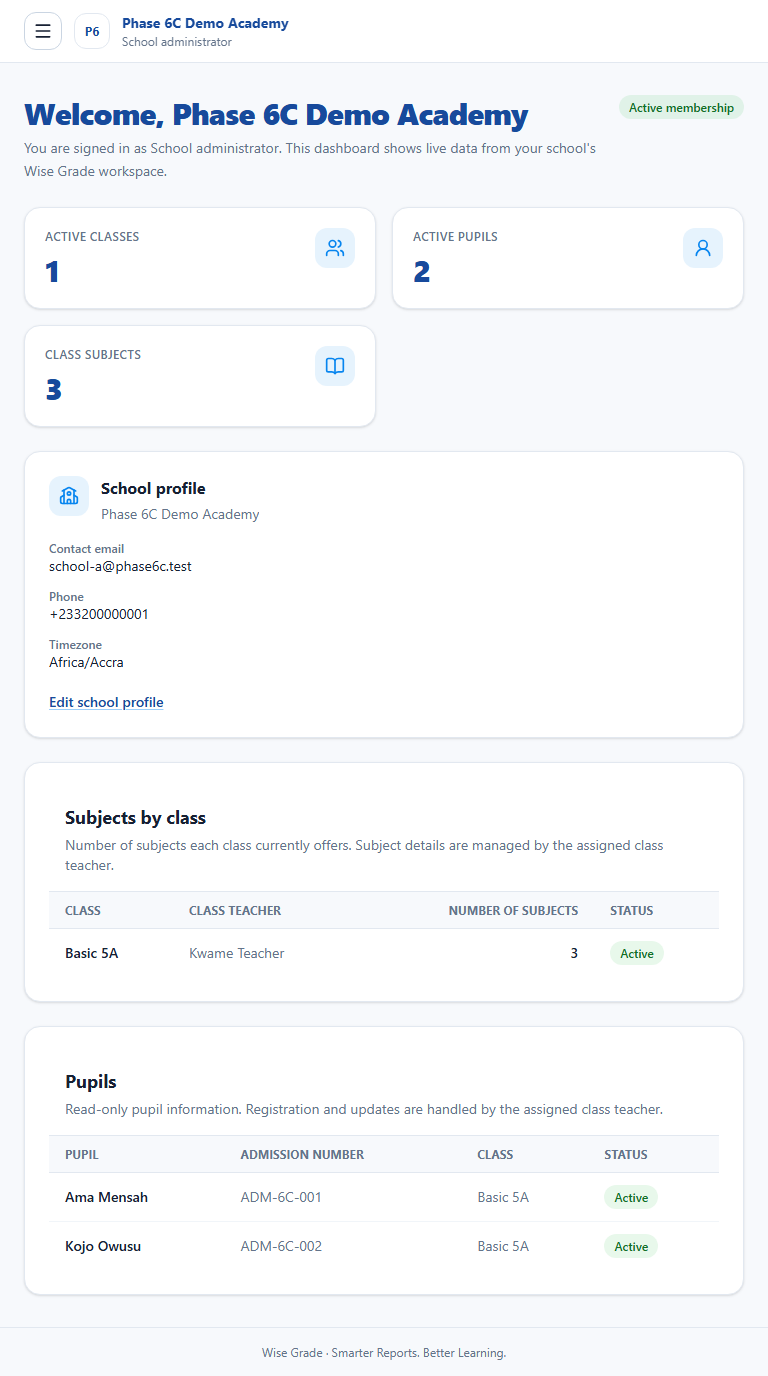 P6
Phase 6C Demo Academy
School administrator
Welcome, Phase 6C Demo Academy
Active membership
You are signed in as School administrator. This dashboard shows live data from your school's
Wise Grade workspace.
ACTIVE CLASSES
1
ACTIVE PUPILS
2
CLASS SUBJECTS
3
School profile
Phase 6C Demo Academy
Contact email
school-a@phase6c.test
Phone
+233200000001
Timezone
Africa/Accra
Edit school profile
Subjects by class
Number of subjects each class currently offers. Subject details are managed by the assigned class
teacher.
CLASS CLASS TEACHER NUMBER OF SUBJECTS STATUS
Basic 5A Kwame Teacher 3 Active
Pupils
Read-only pupil information. Registration and updates are handled by the assigned class teacher.
PUPIL ADMISSION NUMBER CLASS STATUS
Ama Mensah ADM-6C-001 Basic 5A Active
Kojo Owusu ADM-6C-002 Basic 5A Active
Wise Grade · Smarter Reports. Better Learning.